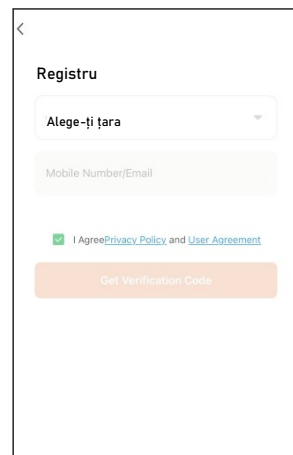 Registru
Alege-ți țara
Mobile Number/Email
I AgreePrivacy Policy and User Agreement
Get Verification Code